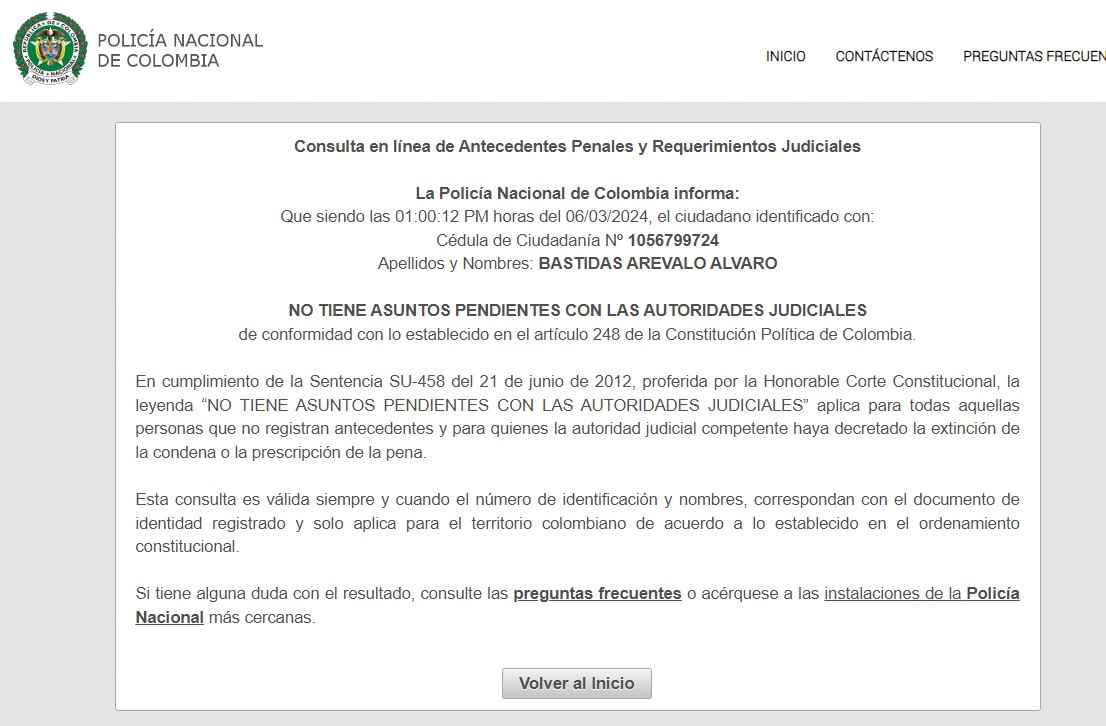 POLICÍA NACIONAL
DE COLOMBIA
INICIO
CONTÁCTENOS
PREGUNTAS FRECUEN
Consulta en línea de Antecedentes Penales y Requerimientos Judiciales
La Policía Nacional de Colombia informa:
Que siendo las 01:00:12 PM horas del 06/03/2024, el ciudadano identificado con:
Cédula de Ciudadanía Nº 1056799724
Apellidos y Nombres: BASTIDAS AREVALO ALVARO
NO TIENE ASUNTOS PENDIENTES CON LAS AUTORIDADES JUDICIALES
de conformidad con lo establecido en el artículo 248 de la Constitución Política de Colombia.
En cumplimiento de la Sentencia SU-458 del 21 de junio de 2012, proferida por la Honorable Corte Constitucional, la
leyenda “NO TIENE ASUNTOS PENDIENTES CON LAS AUTORIDADES JUDICIALES” aplica para todas aquellas
personas que no registran antecedentes y para quienes la autoridad judicial competente haya decretado la extinción de
la condena o la prescripción de la pena.
Esta consulta es válida siempre y cuando el número de identificación y nombres, correspondan con el documento de
identidad registrado y solo aplica para el territorio colombiano de acuerdo a lo establecido en el ordenamiento
constitucional.
Si tiene alguna duda con el resultado, consulte las preguntas frecuentes o acérquese a las instalaciones de la Policía
Nacional más cercanas.
Volver al Inicio